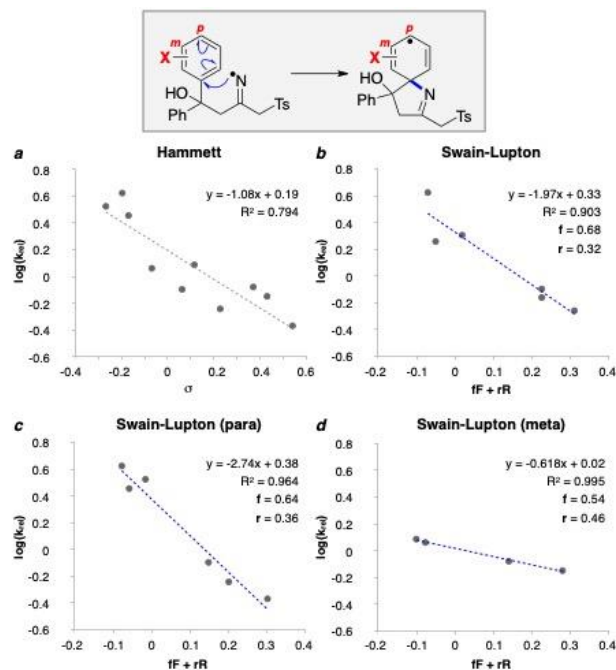 p
m
X
N
HO
Ph
Ts
p
m
X
HO
N
Ph
Ts
a Hammett
y = -1.08x + 0.19
R² = 0.794
log(k_rel)
0.8
0.6
0.4
0.2
0.0
-0.2
-0.4
-0.6
-0.4 -0.2 0 0.2 0.4 0.6
σ
b Swain-Lupton
y = -1.97x + 0.33
R² = 0.903
f = 0.68
r = 0.32
log(k_rel)
0.8
0.6
0.4
0.2
0
-0.2
-0.4
-0.6
-0.2 -0.1 0 0.1 0.2 0.3 0.4
fF + rR
c Swain-Lupton (para)
y = -2.74x + 0.38
R² = 0.964
f = 0.64
r = 0.36
log(k_rel)
0.8
0.6
0.4
0.2
0
-0.2
-0.4
-0.6
-0.2 -0.1 0 0.1 0.2 0.3 0.4
fF + rR
d Swain-Lupton (meta)
y = -0.618x + 0.02
R² = 0.995
f = 0.54
r = 0.46
log(k_rel)
0.8
0.6
0.4
0.2
0
-0.2
-0.4
-0.6
-0.2 -0.1 0 0.1 0.2 0.3 0.4
fF + rR